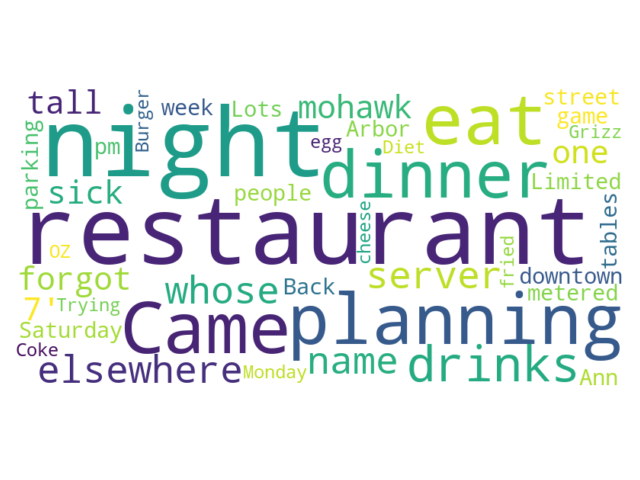 tall
Burger
week
Lots
mohawk
eat
street
game
Grizz
parking
night
pm
egg
Arbor
Diet
one
sick
people
dinner
Limited
restaurant
cheese
tables
OZ
fried
forgot
whose
Back
server
downtown
metered
7'
Trying
Came
planning
Saturday
Coke
elsewhere
Monday
name
drinks
Ann